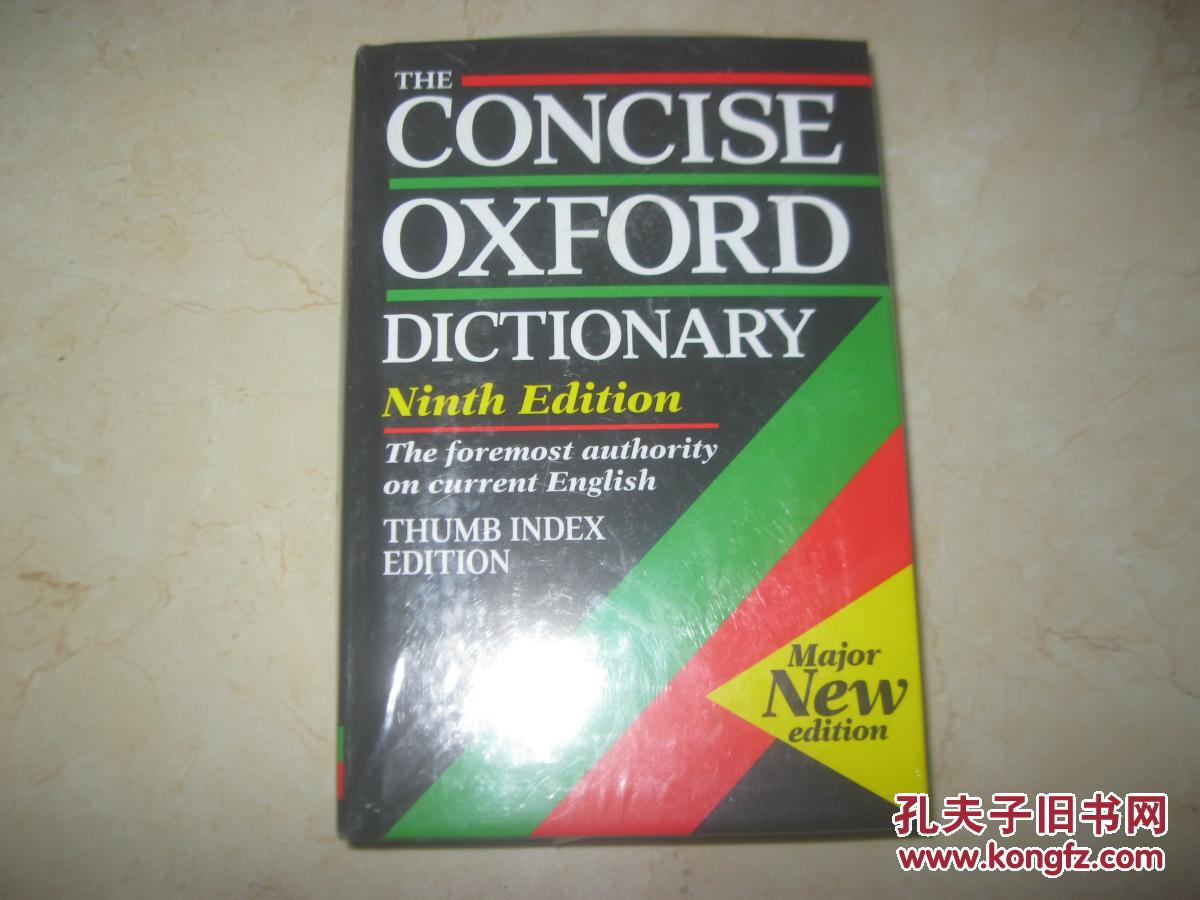 THE
CONCISE
OXFORD
DICTIONARY
Ninth Edition
The foremost authority
on current English
THUMB INDEX
EDITION
Major
New
edition
孔夫子旧书网
www.kongfz.com